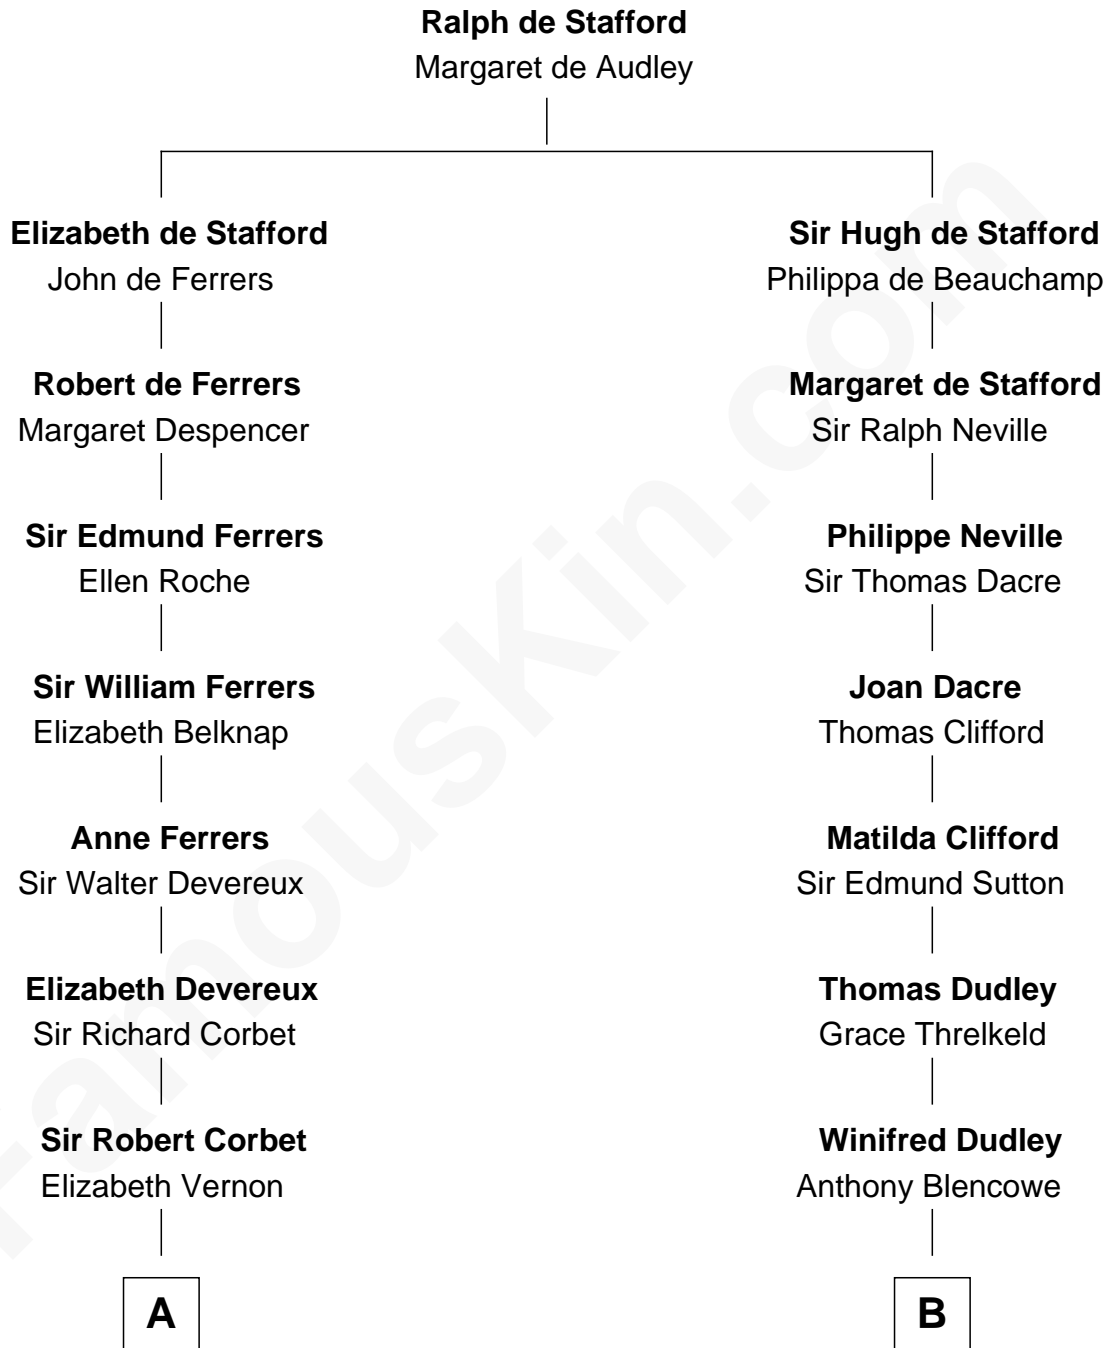 Ralph de Stafford
Margaret de Audley
Elizabeth de Stafford
John de Ferrers
Sir Hugh de Stafford
Philippa de Beauchamp
Robert de Ferrers
Margaret Despencer
Margaret de Stafford
Sir Ralph Neville
Sir Edmund Ferrers
Ellen Roche
Philippe Neville
Sir Thomas Dacre
Sir William Ferrers
Elizabeth Belknap
Joan Dacre
Thomas Clifford
Anne Ferrers
Sir Walter Devereux
Matilda Clifford
Sir Edmund Sutton
Elizabeth Devereux
Sir Richard Corbet
Thomas Dudley
Grace Threlkeld
Sir Robert Corbet
Elizabeth Vernon
Winifred Dudley
Anthony Blencowe
A
B
FamousKin.com